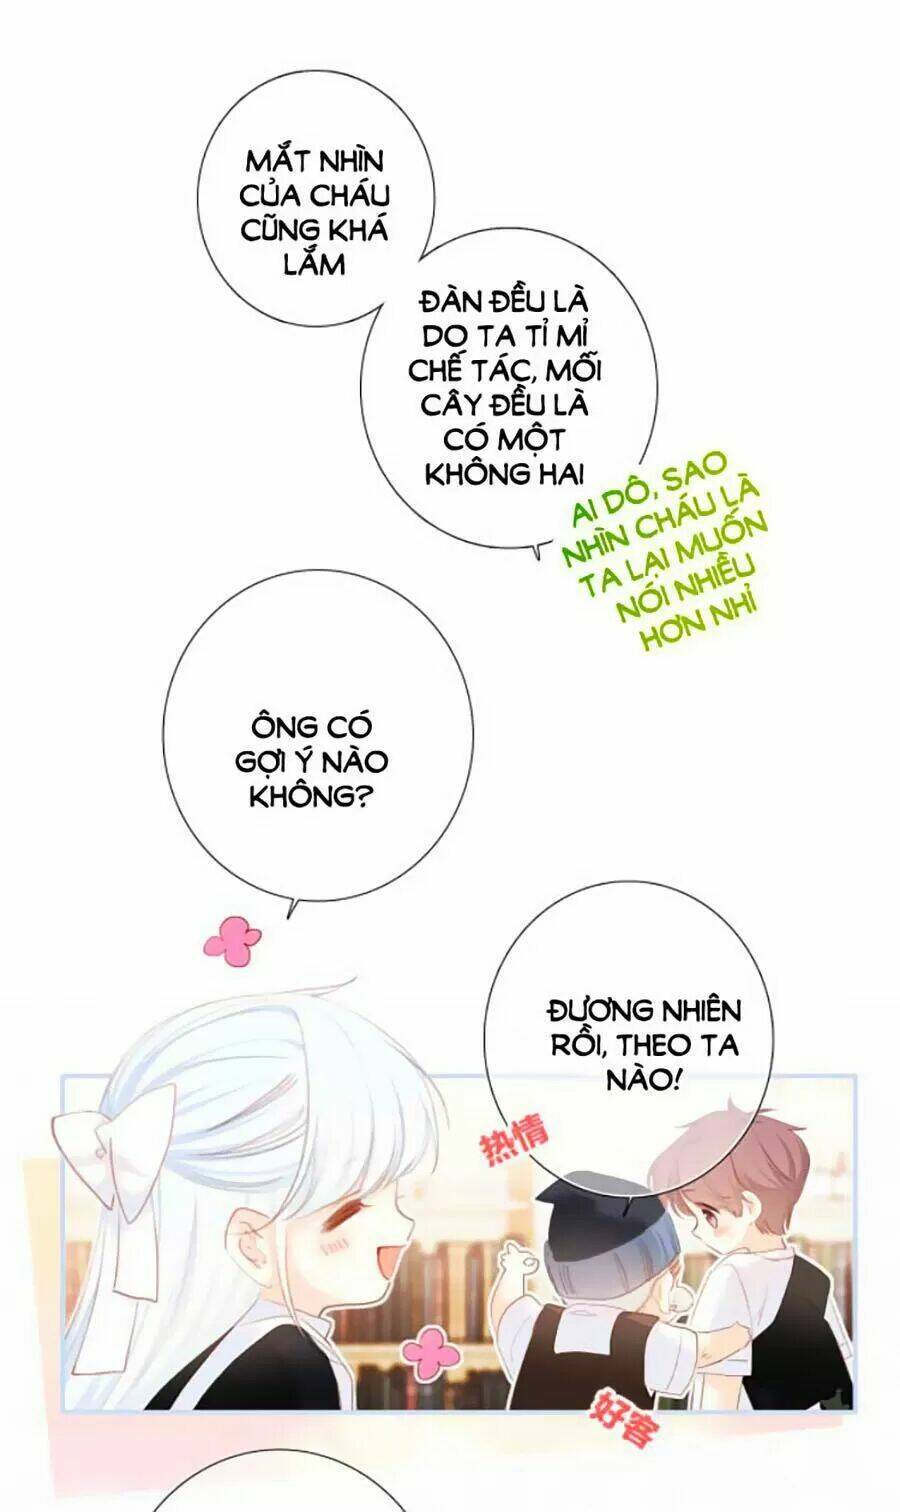 MẮT NHÌN
CỦA CHÁU
CŨNG KHÁ
LẮM
ĐÀN ĐỀU LÀ
DO TA TỈ MỈ
CHẾ TÁC, MỖI
CÂY ĐỀU LÀ
CÓ MỘT
KHÔNG HAI
AI DÔ, SAO
NHÌN CHÁU LÀ
TA LẠI MUỐN
NÓI NHIỀU
HƠN NHỈ
ÔNG CÓ
GỢI Ý NÀO
KHÔNG?
ĐƯƠNG NHIÊN
RỒI, THEO TA
NÀO!
热情
好客